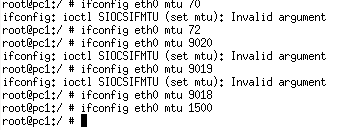 root@pc1:/ # ifconfig eth0 mtu 70
ifconfig: ioctl SIOCSIFMTU (set mtu): Invalid argument
root@pc1:/ # ifconfig eth0 mtu 72
root@pc1:/ # ifconfig eth0 mtu 9020
ifconfig: ioctl SIOCSIFMTU (set mtu): Invalid argument
root@pc1:/ # ifconfig eth0 mtu 9019
ifconfig: ioctl SIOCSIFMTU (set mtu): Invalid argument
root@pc1:/ # ifconfig eth0 mtu 9018
root@pc1:/ # ifconfig eth0 mtu 1500
root@pc1:/ #